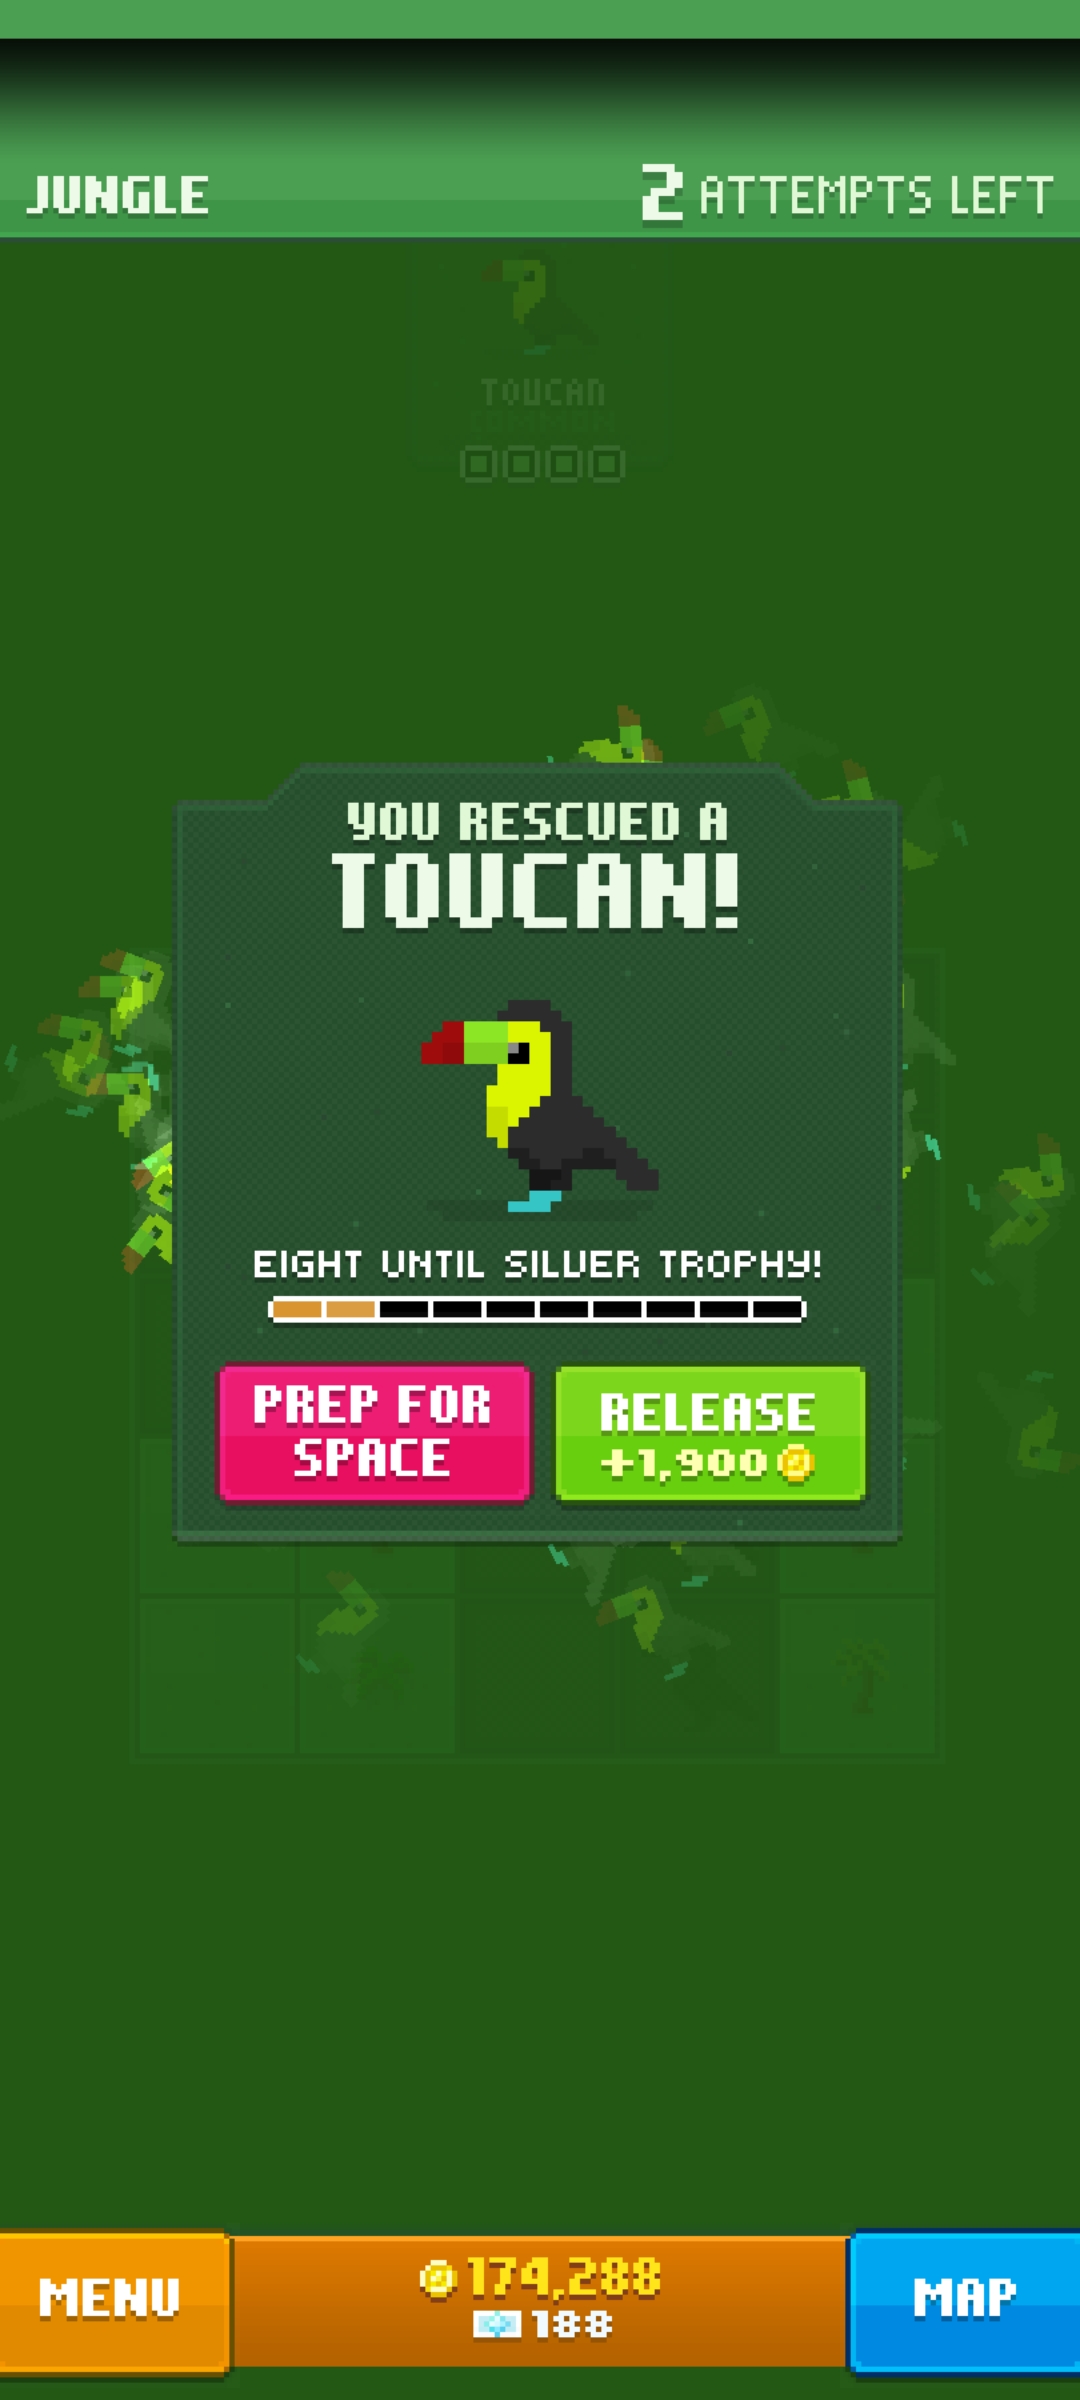 JUNGLE
2 ATTEMPTS LEFT
TOUCAN
COMMON
YOU RESCUED A
TOUCAN!
EIGHT UNTIL SILVER TROPHY!
PREP FOR
SPACE
RELEASE
+1,900
MENU
174,288
188
MAP